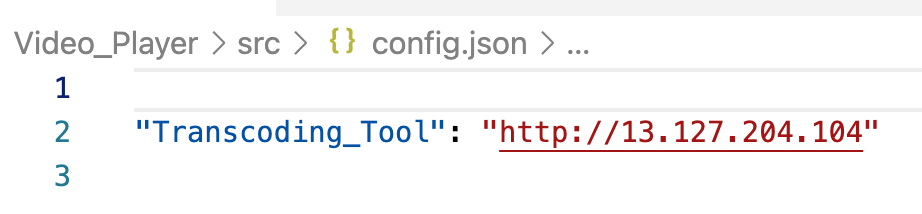 Video_Player > src > {} config.json > ...
1
2 "Transcoding_Tool": "http://13.127.204.104"
3